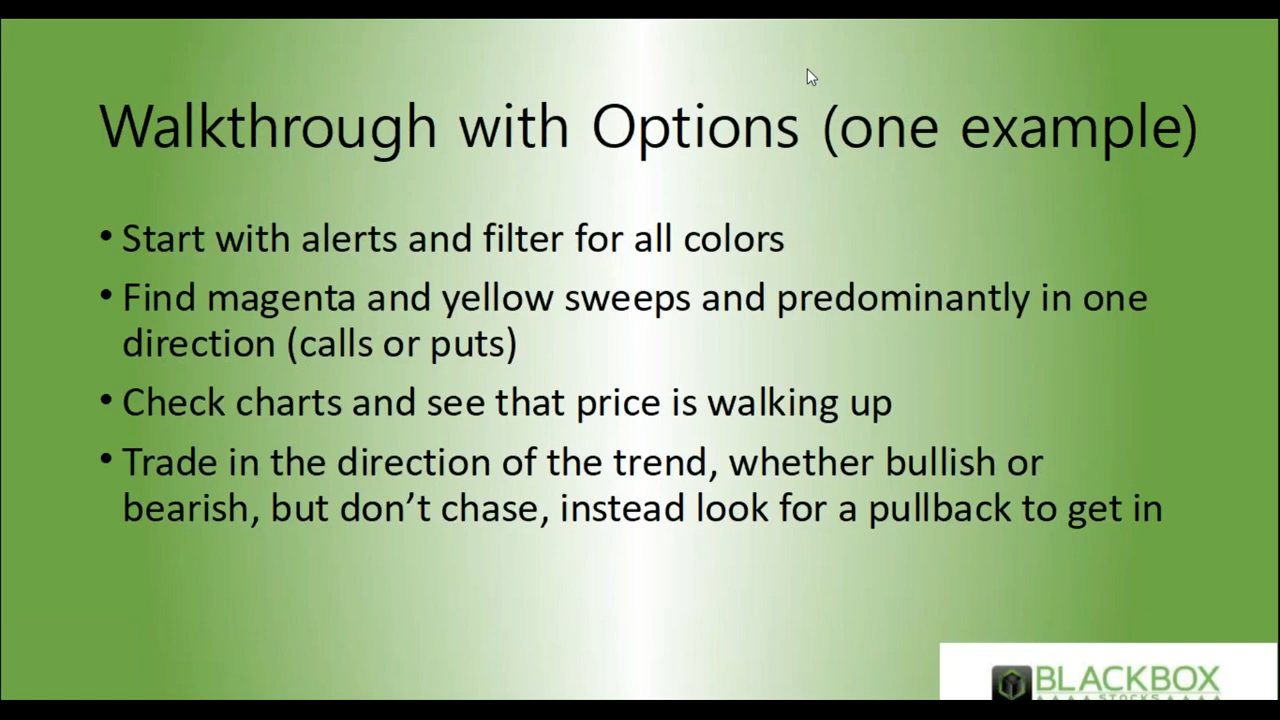 Walkthrough with Options (one example)
• Start with alerts and filter for all colors
• Find magenta and yellow sweeps and predominantly in one
direction (calls or puts)
• Check charts and see that price is walking up
• Trade in the direction of the trend, whether bullish or
bearish, but don’t chase, instead look for a pullback to get in
BLACKBOX
STOCKS